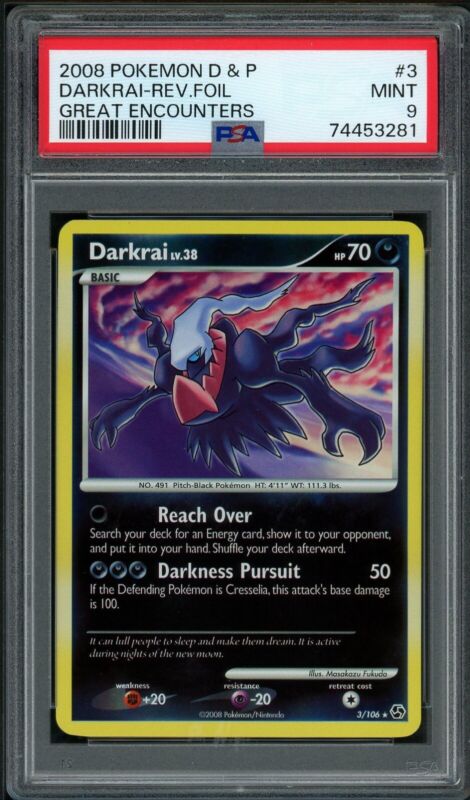 2008 POKEMON D & P #3
DARKRAI-REV.FOIL MINT
GREAT ENCOUNTERS 9
PSA 74453281
Darkrai LV.38 HP 70
BASIC
NO. 491 Pitch-Black Pokémon HT: 4'11" WT: 111.3 lbs.
Reach Over
Search your deck for an Energy card, show it to your opponent,
and put it into your hand. Shuffle your deck afterward.
Darkness Pursuit 50
If the Defending Pokémon is Cresselia, this attack's base damage
is 100.
It can lull people to sleep and make them dream. It is active
during nights of the new moon.
Illus. Masakazu Fukuda
weakness resistance retreat cost
+20 -20
©2008 Pokémon/Nintendo 3/106 ★
PSA